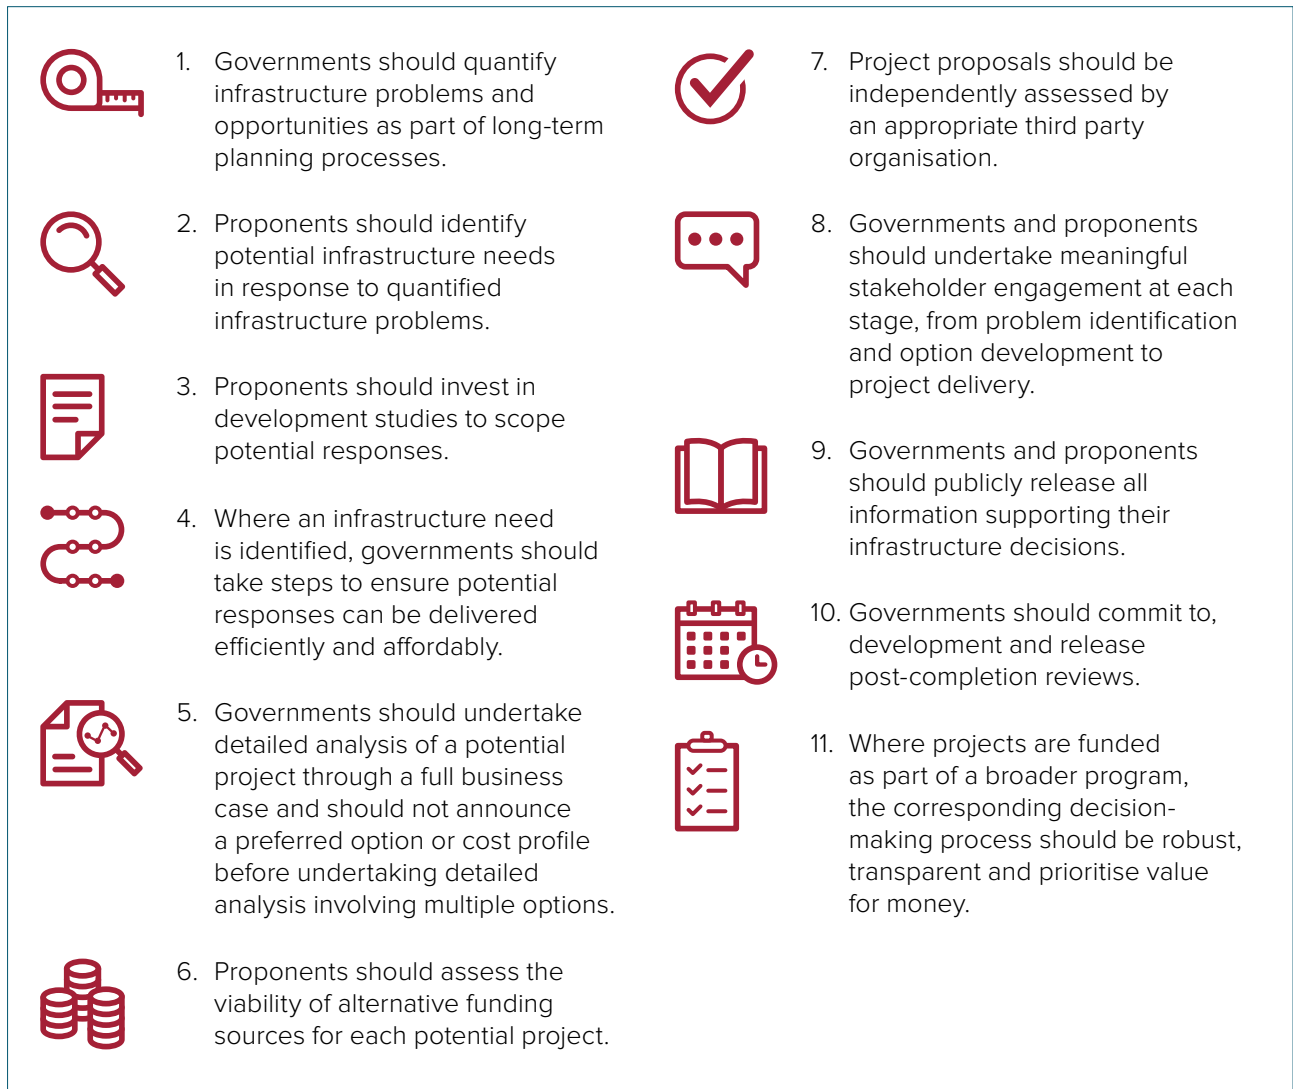 1. Governments should quantify
infrastructure problems and
opportunities as part of long-term
planning processes.
2. Proponents should identify
potential infrastructure needs
in response to quantified
infrastructure problems.
3. Proponents should invest in
development studies to scope
potential responses.
4. Where an infrastructure need
is identified, governments should
take steps to ensure potential
responses can be delivered
efficiently and affordably.
5. Governments should undertake
detailed analysis of a potential
project through a full business
case and should not announce
a preferred option or cost profile
before undertaking detailed
analysis involving multiple options.
6. Proponents should assess the
viability of alternative funding
sources for each potential project.
7. Project proposals should be
independently assessed by
an appropriate third party
organisation.
8. Governments and proponents
should undertake meaningful
stakeholder engagement at each
stage, from problem identification
and option development to
project delivery.
9. Governments and proponents
should publicly release all
information supporting their
infrastructure decisions.
10. Governments should commit to,
development and release
post-completion reviews.
11. Where projects are funded
as part of a broader program,
the corresponding decision-
making process should be robust,
transparent and prioritise value
for money.